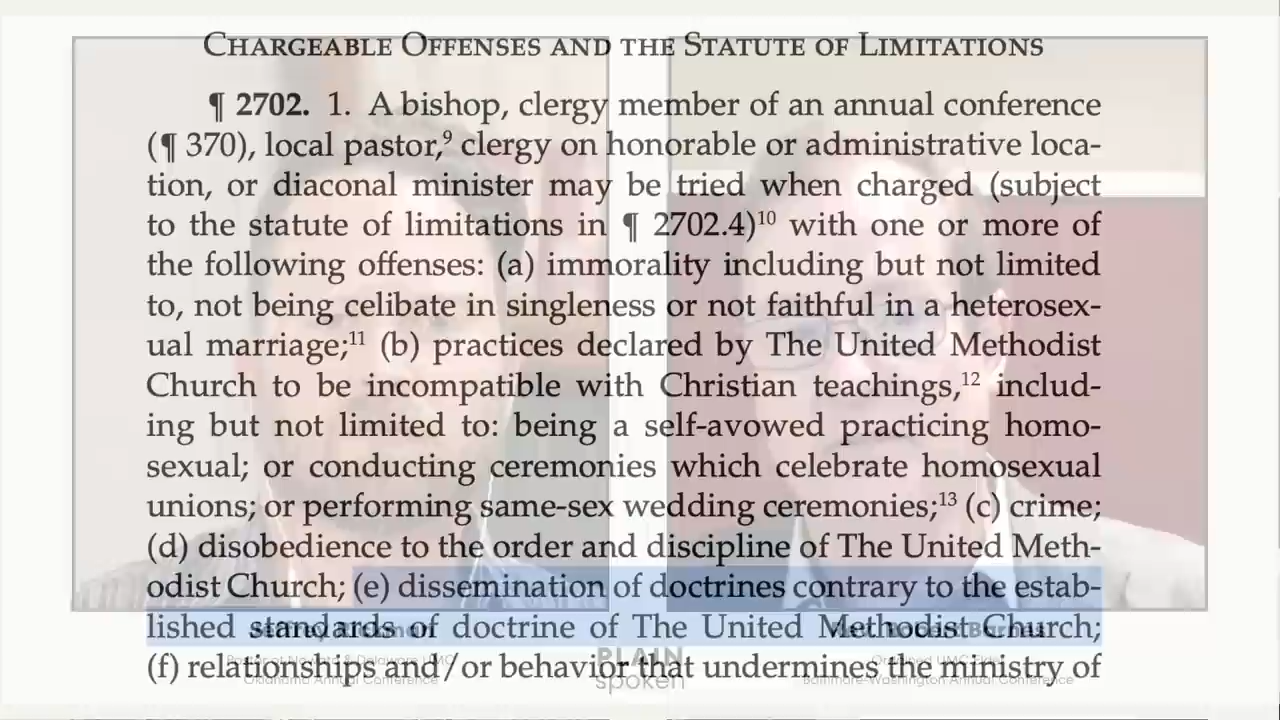 CHARGEABLE OFFENSES AND THE STATUTE OF LIMITATIONS
¶ 2702. 1. A bishop, clergy member of an annual conference
(¶ 370), local pastor,⁹ clergy on honorable or administrative loca-
tion, or diaconal minister may be tried when charged (subject
to the statute of limitations in ¶ 2702.4)¹⁰ with one or more of
the following offenses: (a) immorality including but not limited
to, not being celibate in singleness or not faithful in a heterosex-
ual marriage;¹¹ (b) practices declared by The United Methodist
Church to be incompatible with Christian teachings,¹² includ-
ing but not limited to: being a self-avowed practicing homo-
sexual; or conducting ceremonies which celebrate homosexual
unions; or performing same-sex wedding ceremonies;¹³ (c) crime;
(d) disobedience to the order and discipline of The United Meth-
odist Church; (e) dissemination of doctrines contrary to the estab-
lished standards of doctrine of The United Methodist Church;
(f) relationships and/or behavior that undermines the ministry of
PLAIN
spoken
Oklahoma Annual Conference
Baltimore-Washington Annual Conference